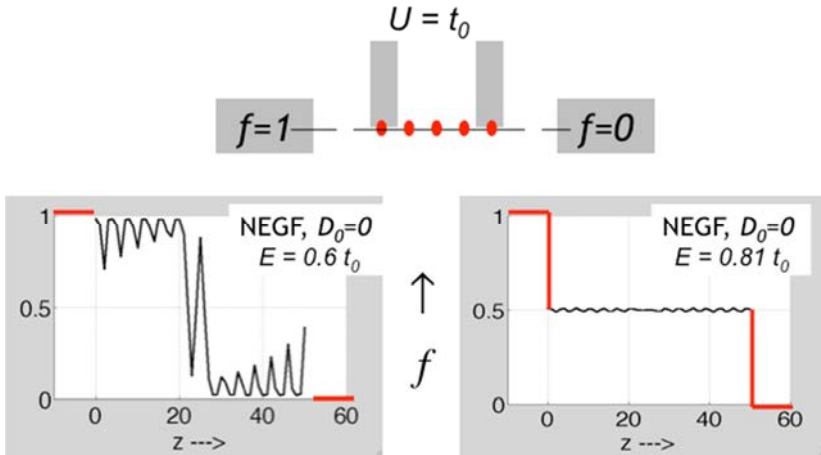 U = t₀
f=1
f=0
NEGF, D₀=0
E = 0.6 t₀
1
0.5
0
0
20
40
60
z --->
↑
f
NEGF, D₀=0
E = 0.81 t₀
1
0.5
0
0
20
40
60
z --->